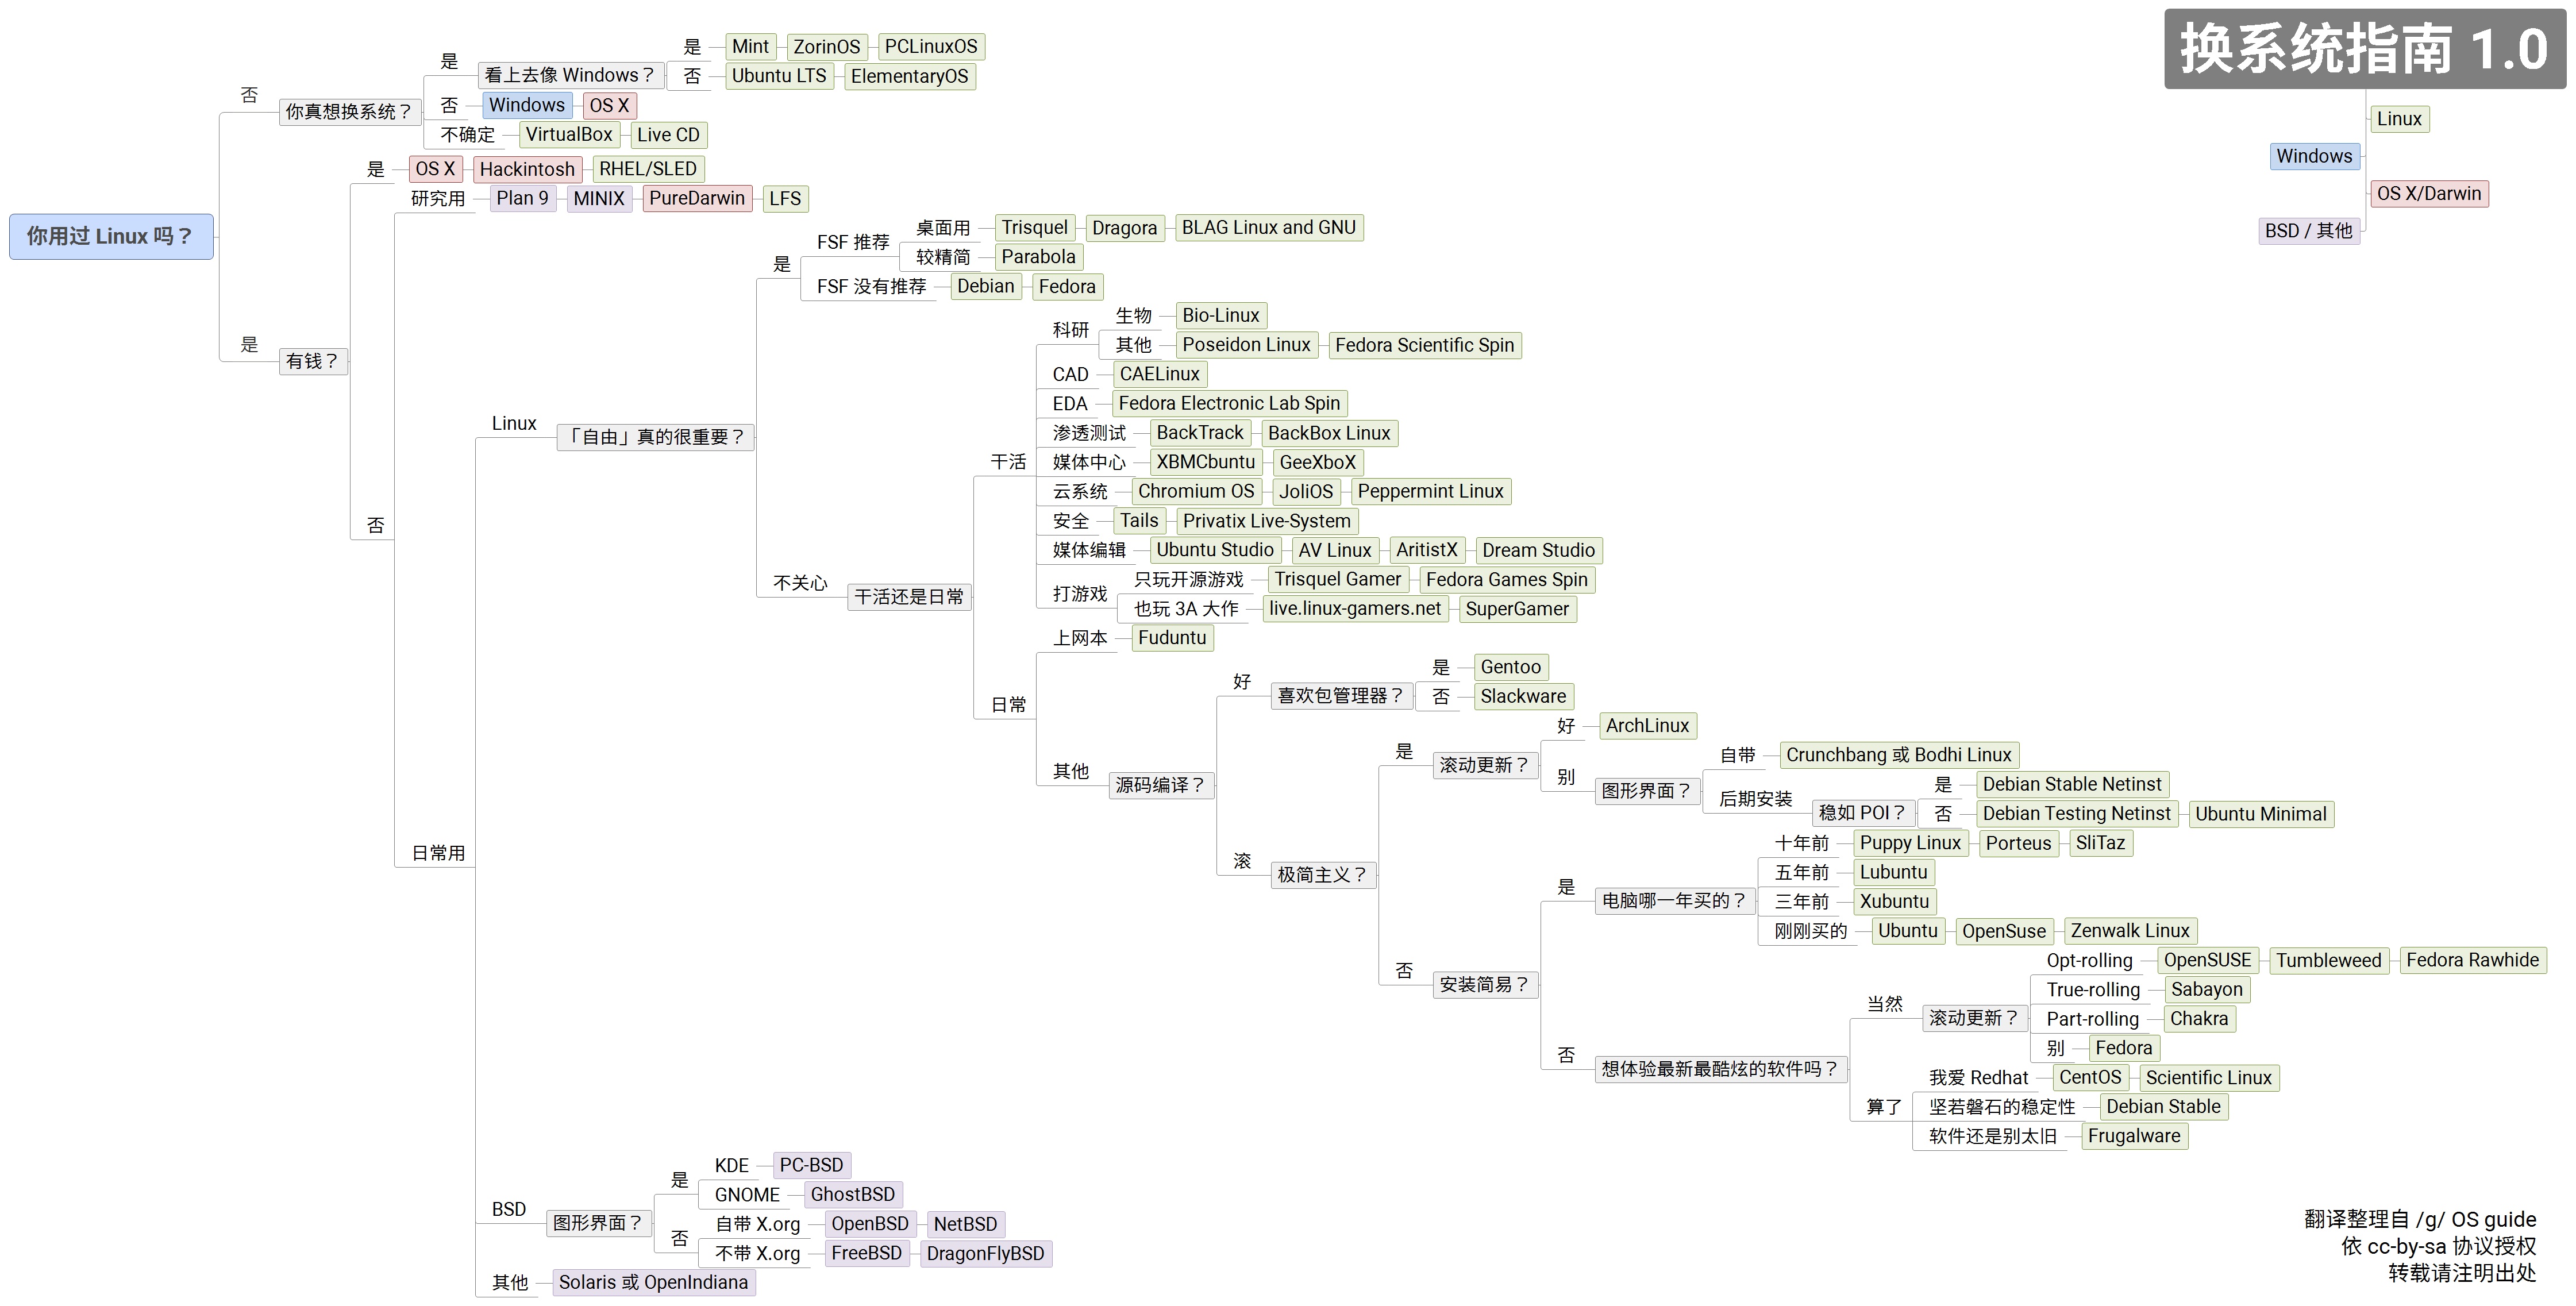 换系统指南 1.0
Linux
Windows
OS X/Darwin
BSD / 其他
你用过 Linux 吗？
否
你真想换系统？
是
看上去像 Windows？
是
Mint
ZorinOS
PCLinuxOS
否
Ubuntu LTS
ElementaryOS
否
Windows
OS X
不确定
VirtualBox
Live CD
是
有钱？
是
OS X
Hackintosh
RHEL/SLED
否
研究用
Plan 9
MINIX
PureDarwin
LFS
日常用
Linux
「自由」真的很重要？
是
FSF 推荐
桌面用
Trisquel
Dragora
BLAG Linux and GNU
较精简
Parabola
FSF 没有推荐
Debian
Fedora
不关心
干活还是日常
干活
科研
生物
Bio-Linux
其他
Poseidon Linux
Fedora Scientific Spin
CAD
CAELinux
EDA
Fedora Electronic Lab Spin
渗透测试
BackTrack
BackBox Linux
媒体中心
XBMCbuntu
GeeXboX
云系统
Chromium OS
JoliOS
Peppermint Linux
安全
Tails
Privatix Live-System
媒体编辑
Ubuntu Studio
AV Linux
AritistX
Dream Studio
打游戏
只玩开源游戏
Trisquel Gamer
Fedora Games Spin
也玩 3A 大作
live.linux-gamers.net
SuperGamer
日常
上网本
Fuduntu
其他
源码编译？
好
喜欢包管理器？
是
Gentoo
否
Slackware
滚
极简主义？
是
滚动更新？
好
ArchLinux
别
图形界面？
自带
Crunchbang 或 Bodhi Linux
后期安装
稳如 POI？
是
Debian Stable Netinst
否
Debian Testing Netinst
Ubuntu Minimal
否
安装简易？
是
电脑哪一年买的？
十年前
Puppy Linux
Porteus
SliTaz
五年前
Lubuntu
三年前
Xubuntu
刚刚买的
Ubuntu
OpenSuse
Zenwalk Linux
否
想体验最新最酷炫的软件吗？
当然
滚动更新？
Opt-rolling
OpenSUSE
Tumbleweed
Fedora Rawhide
True-rolling
Sabayon
Part-rolling
Chakra
别
Fedora
算了
我爱 Redhat
CentOS
Scientific Linux
坚若磐石的稳定性
Debian Stable
软件还是别太旧
Frugalware
BSD
图形界面？
是
KDE
PC-BSD
GNOME
GhostBSD
否
自带 X.org
OpenBSD
NetBSD
不带 X.org
FreeBSD
DragonFlyBSD
其他
Solaris 或 OpenIndiana
翻译整理自 /g/ OS guide
依 cc-by-sa 协议授权
转载请注明出处